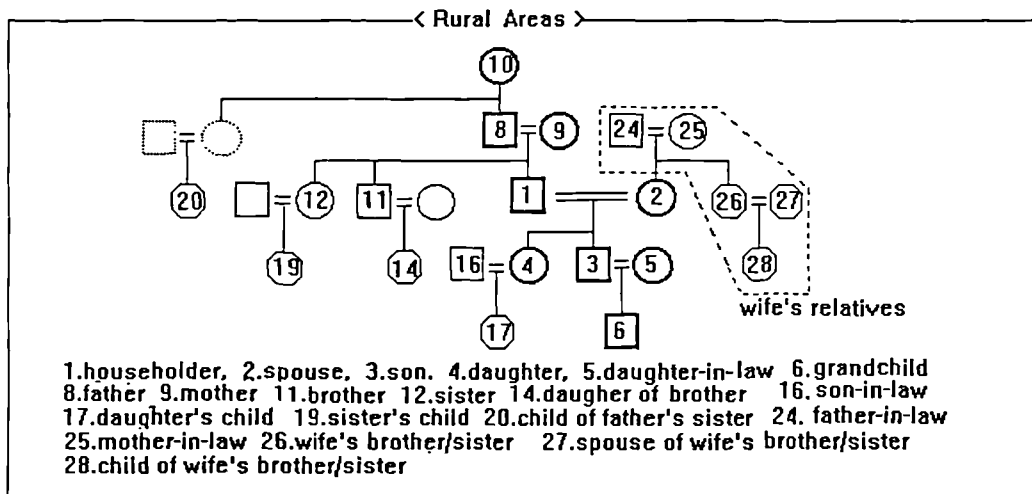 < Rural Areas >
10
8 9 24 25
20 12 11 1 2 26 27
19 14 16 4 3 5 28
wife's relatives
17 6
1.householder, 2.spouse, 3.son. 4.daughter, 5.daughter-in-law 6.grandchild
8.father 9.mother 11.brother 12.sister 14.daugher of brother 16.son-in-law
17.daughter's child 19.sister's child 20.child of father's sister 24. father-in-law
25.mother-in-law 26.wife's brother/sister 27.spouse of wife's brother/sister
28.child of wife's brother/sister